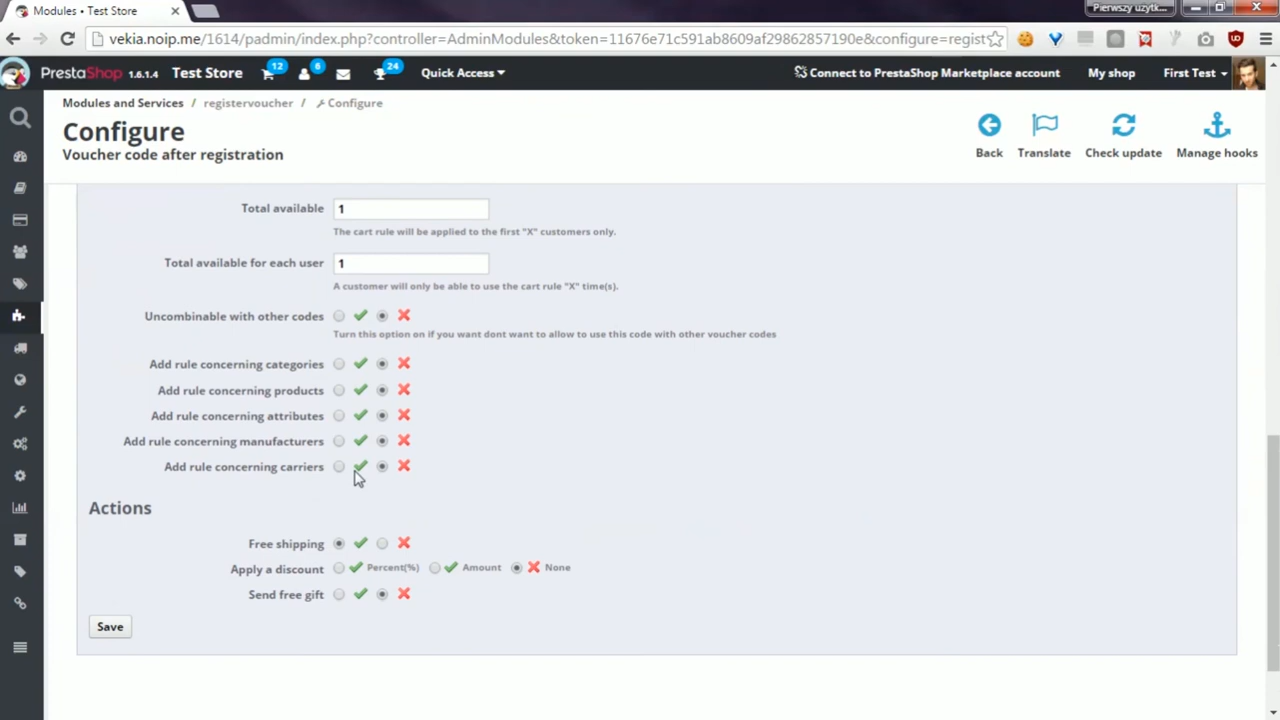 Modules • Test Store
Pierwszy użytk...
vekia.noip.me/1614/padmin/index.php?controller=AdminModules&token=11676e71c591ab8609af29862857190e&configure=regist
PrestaShop 1.6.1.4 Test Store 12 6 24 Quick Access Connect to PrestaShop Marketplace account My shop First Test
Modules and Services / registervoucher / Configure
Configure
Voucher code after registration
Back Translate Check update Manage hooks
Total available 1
The cart rule will be applied to the first "X" customers only.
Total available for each user 1
A customer will only be able to use the cart rule "X" time(s).
Uncombinable with other codes
Turn this option on if you want dont want to allow to use this code with other voucher codes
Add rule concerning categories
Add rule concerning products
Add rule concerning attributes
Add rule concerning manufacturers
Add rule concerning carriers
Actions
Free shipping
Apply a discount Percent(%) Amount None
Send free gift
Save